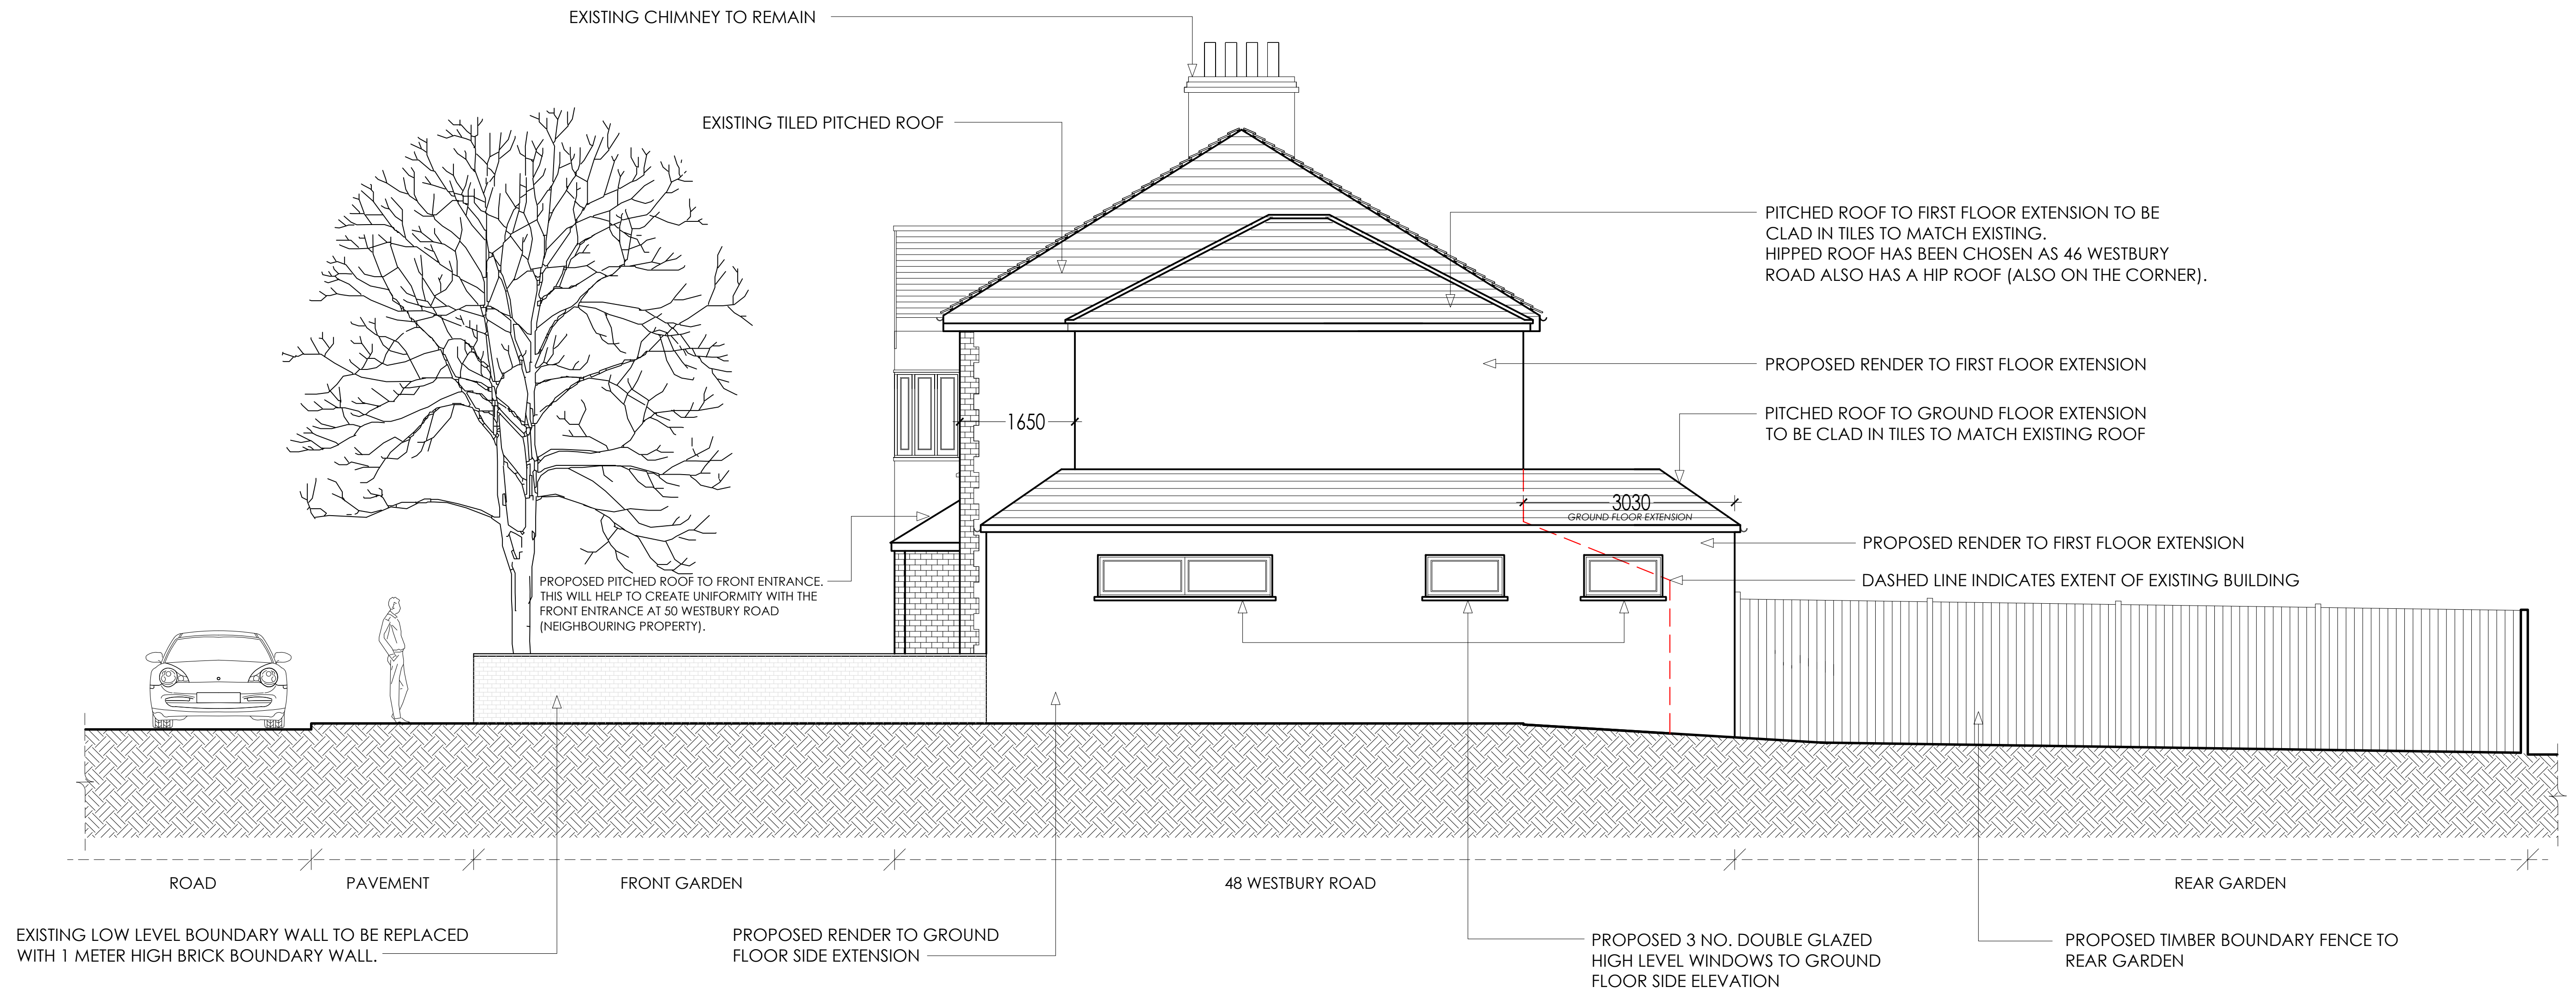 EXISTING CHIMNEY TO REMAIN
EXISTING TILED PITCHED ROOF
PITCHED ROOF TO FIRST FLOOR EXTENSION TO BE
CLAD IN TILES TO MATCH EXISTING.
HIPPED ROOF HAS BEEN CHOSEN AS 46 WESTBURY
ROAD ALSO HAS A HIP ROOF (ALSO ON THE CORNER).
PROPOSED RENDER TO FIRST FLOOR EXTENSION
PITCHED ROOF TO GROUND FLOOR EXTENSION
TO BE CLAD IN TILES TO MATCH EXISTING ROOF
1650
3030
GROUND FLOOR EXTENSION
PROPOSED RENDER TO FIRST FLOOR EXTENSION
DASHED LINE INDICATES EXTENT OF EXISTING BUILDING
PROPOSED PITCHED ROOF TO FRONT ENTRANCE.
THIS WILL HELP TO CREATE UNIFORMITY WITH THE
FRONT ENTRANCE AT 50 WESTBURY ROAD
(NEIGHBOURING PROPERTY).
ROAD
PAVEMENT
FRONT GARDEN
48 WESTBURY ROAD
REAR GARDEN
EXISTING LOW LEVEL BOUNDARY WALL TO BE REPLACED
WITH 1 METER HIGH BRICK BOUNDARY WALL.
PROPOSED RENDER TO GROUND
FLOOR SIDE EXTENSION
PROPOSED 3 NO. DOUBLE GLAZED
HIGH LEVEL WINDOWS TO GROUND
FLOOR SIDE ELEVATION
PROPOSED TIMBER BOUNDARY FENCE TO
REAR GARDEN